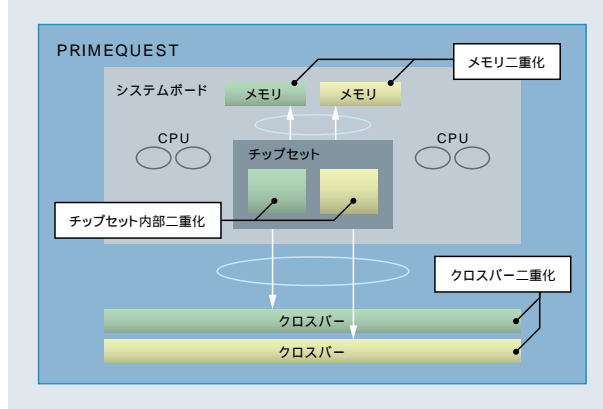 PRIMEQUEST
メモリ二重化
システムボード
メモリ
メモリ
CPU
CPU
チップセット
チップセット内部二重化
クロスバー二重化
クロスバー
クロスバー